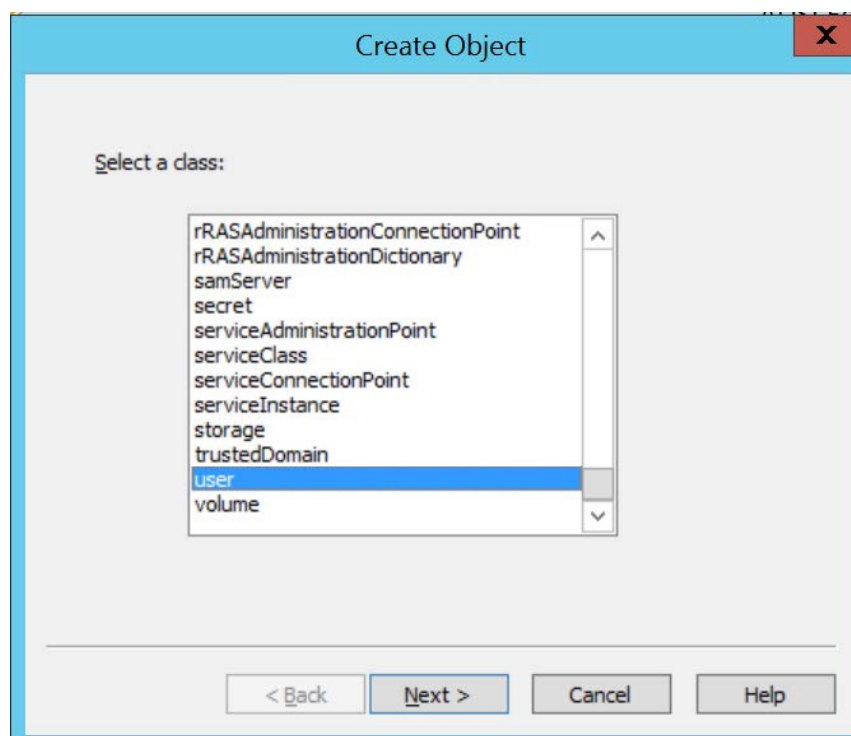 Create Object
X
Select a class:
rRASAdministrationConnectionPoint
rRASAdministrationDictionary
samServer
secret
serviceAdministrationPoint
serviceClass
serviceConnectionPoint
serviceInstance
storage
trustedDomain
user
volume
< Back Next > Cancel Help